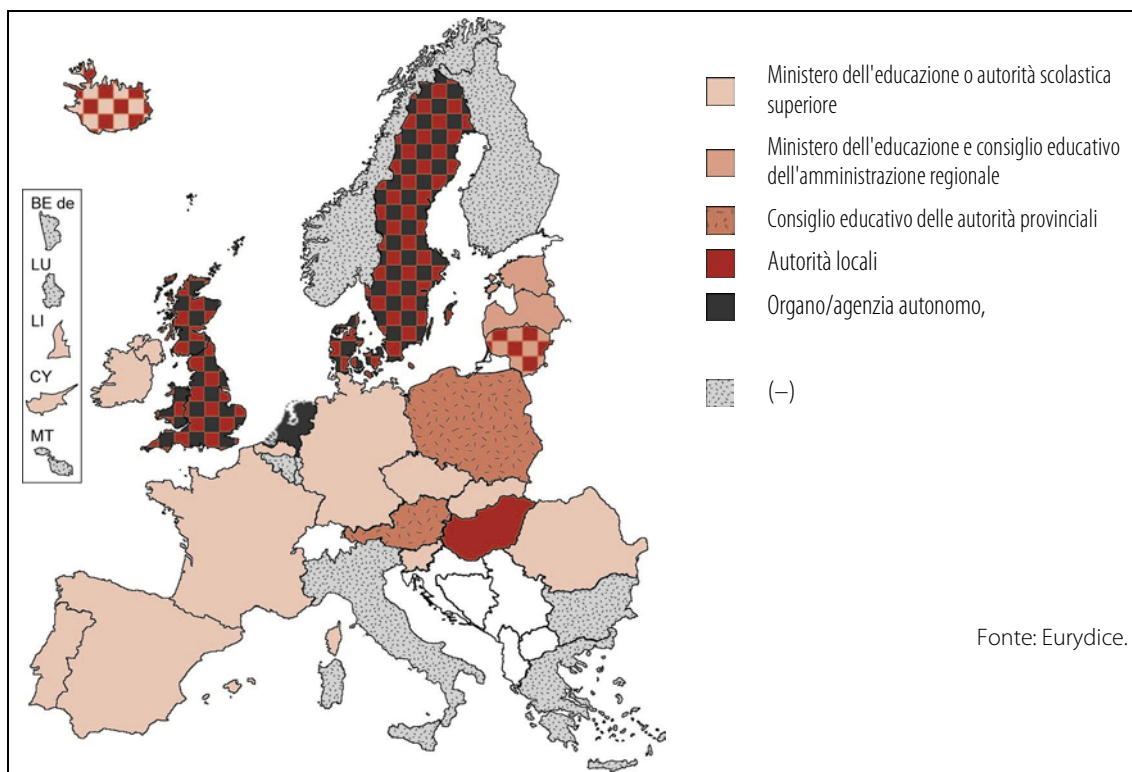 Ministero dell'educazione o autorità scolastica
superiore
Ministero dell'educazione e consiglio educativo
dell'amministrazione regionale
Consiglio educativo delle autorità provinciali
Autorità locali
Organo/agenzia autonomo,
(–)
BE de
LU
LI
CY
MT
Fonte: Eurydice.